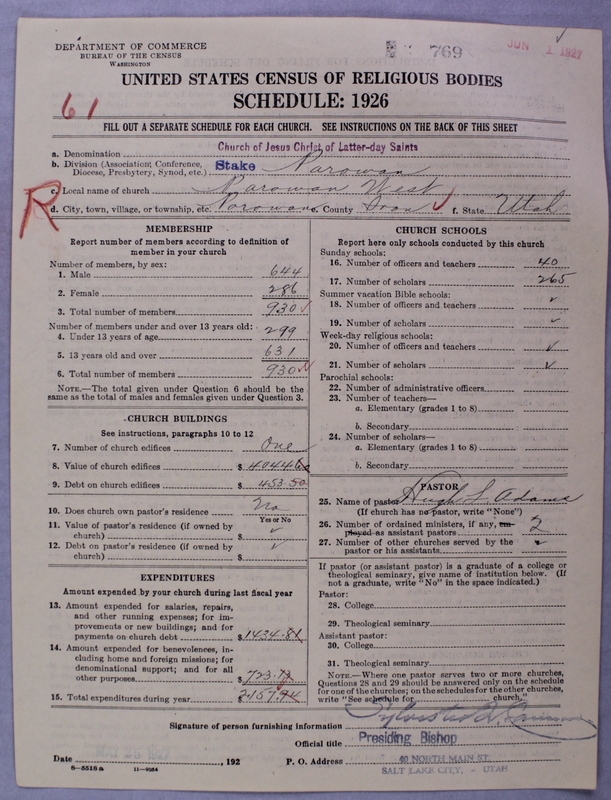 DEPARTMENT OF COMMERCE
BUREAU OF THE CENSUS
WASHINGTON
769
JUN 1 1927
UNITED STATES CENSUS OF RELIGIOUS BODIES
61
SCHEDULE: 1926
FILL OUT A SEPARATE SCHEDULE FOR EACH CHURCH. SEE INSTRUCTIONS ON THE BACK OF THIS SHEET
a. Denomination Church of Jesus Christ of Latter-day Saints
b. Division (Association, Conference, Diocese, Presbytery, Synod, etc.) Stake Parowan
R
c. Local name of church Parowan West
d. City, town, village, or township, etc. Parowan e. County Iron f. State Utah
MEMBERSHIP
Report number of members according to definition of
member in your church
Number of members, by sex:
1. Male 644
2. Female 286
3. Total number of members 930
Number of members under and over 13 years old:
4. Under 13 years of age 299
5. 13 years old and over 631
6. Total number of members 930
NOTE.—The total given under Question 6 should be the
same as the total of males and females given under Question 3.
CHURCH BUILDINGS
See instructions, paragraphs 10 to 12
7. Number of church edifices One
8. Value of church edifices $
9. Debt on church edifices $ 453.50
10. Does church own pastor's residence No
Yes or No
11. Value of pastor's residence (if owned by
church) $
12. Debt on pastor's residence (if owned by
church) $
EXPENDITURES
Amount expended by your church during last fiscal year
13. Amount expended for salaries, repairs,
and other running expenses; for im-
provements or new buildings; and for
payments on church debt $ 1434.81
14. Amount expended for benevolences, in-
cluding home and foreign missions; for
denominational support; and for all
other purposes 723.13
15. Total expenditures during year 2157.94
CHURCH SCHOOLS
Report here only schools conducted by this church
Sunday schools:
16. Number of officers and teachers 40
17. Number of scholars 265
Summer vacation Bible schools:
18. Number of officers and teachers
19. Number of scholars
Week-day religious schools:
20. Number of officers and teachers
21. Number of scholars
Parochial schools:
22. Number of administrative officers
23. Number of teachers—
a. Elementary (grades 1 to 8)
b. Secondary
24. Number of scholars—
a. Elementary (grades 1 to 8)
b. Secondary
PASTOR
25. Name of pastor Hugh L. Adams
(If church has no pastor, write "None")
26. Number of ordained ministers, if any, em-
ployed as assistant pastors 2
27. Number of other churches served by the
pastor or his assistants
If pastor (or assistant pastor) is a graduate of a college or
theological seminary, give name of institution below. (If
not a graduate, write "No" in the space indicated.)
Pastor:
28. College
29. Theological seminary
Assistant pastor:
30. College
31. Theological seminary
NOTE.—Where one pastor serves two or more churches,
Questions 28 and 29 should be answered only on the schedule
for one of the churches; on the schedules for the other churches,
write "See schedule for church."
Signature of person furnishing information Sylvester Q. Cannon
Official title Presiding Bishop
Date , 192 P. O. Address 40 NORTH MAIN ST.
8-5518a 11-9284 SALT LAKE CITY, - UTAH